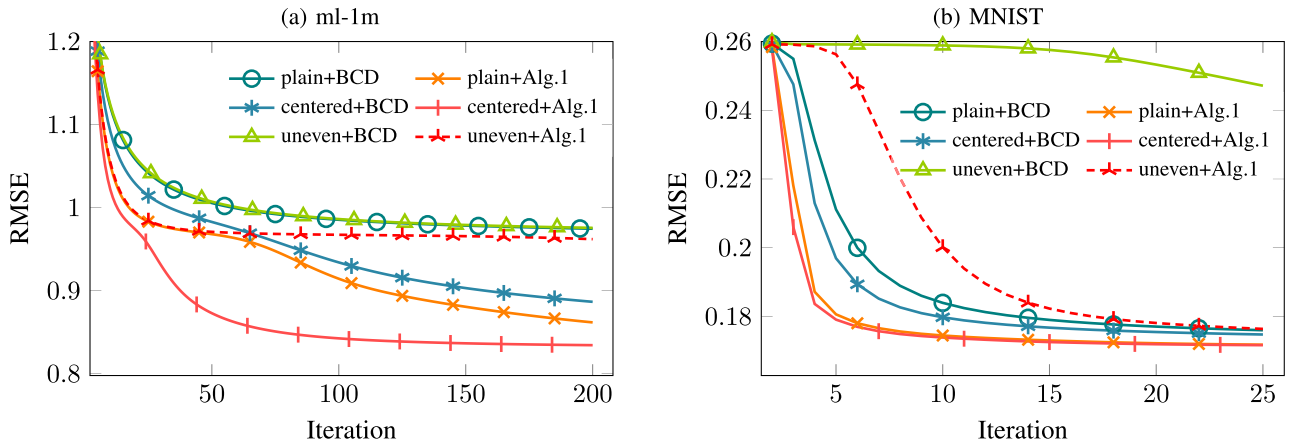 (a) ml-1m
1.2
1.1
1
0.9
0.8
RMSE
plain+BCD
centered+BCD
uneven+BCD
plain+Alg.1
centered+Alg.1
uneven+Alg.1
50
100
150
200
Iteration
(b) MNIST
0.26
0.24
0.22
0.2
0.18
RMSE
plain+BCD
centered+BCD
uneven+BCD
plain+Alg.1
centered+Alg.1
uneven+Alg.1
5
10
15
20
25
Iteration